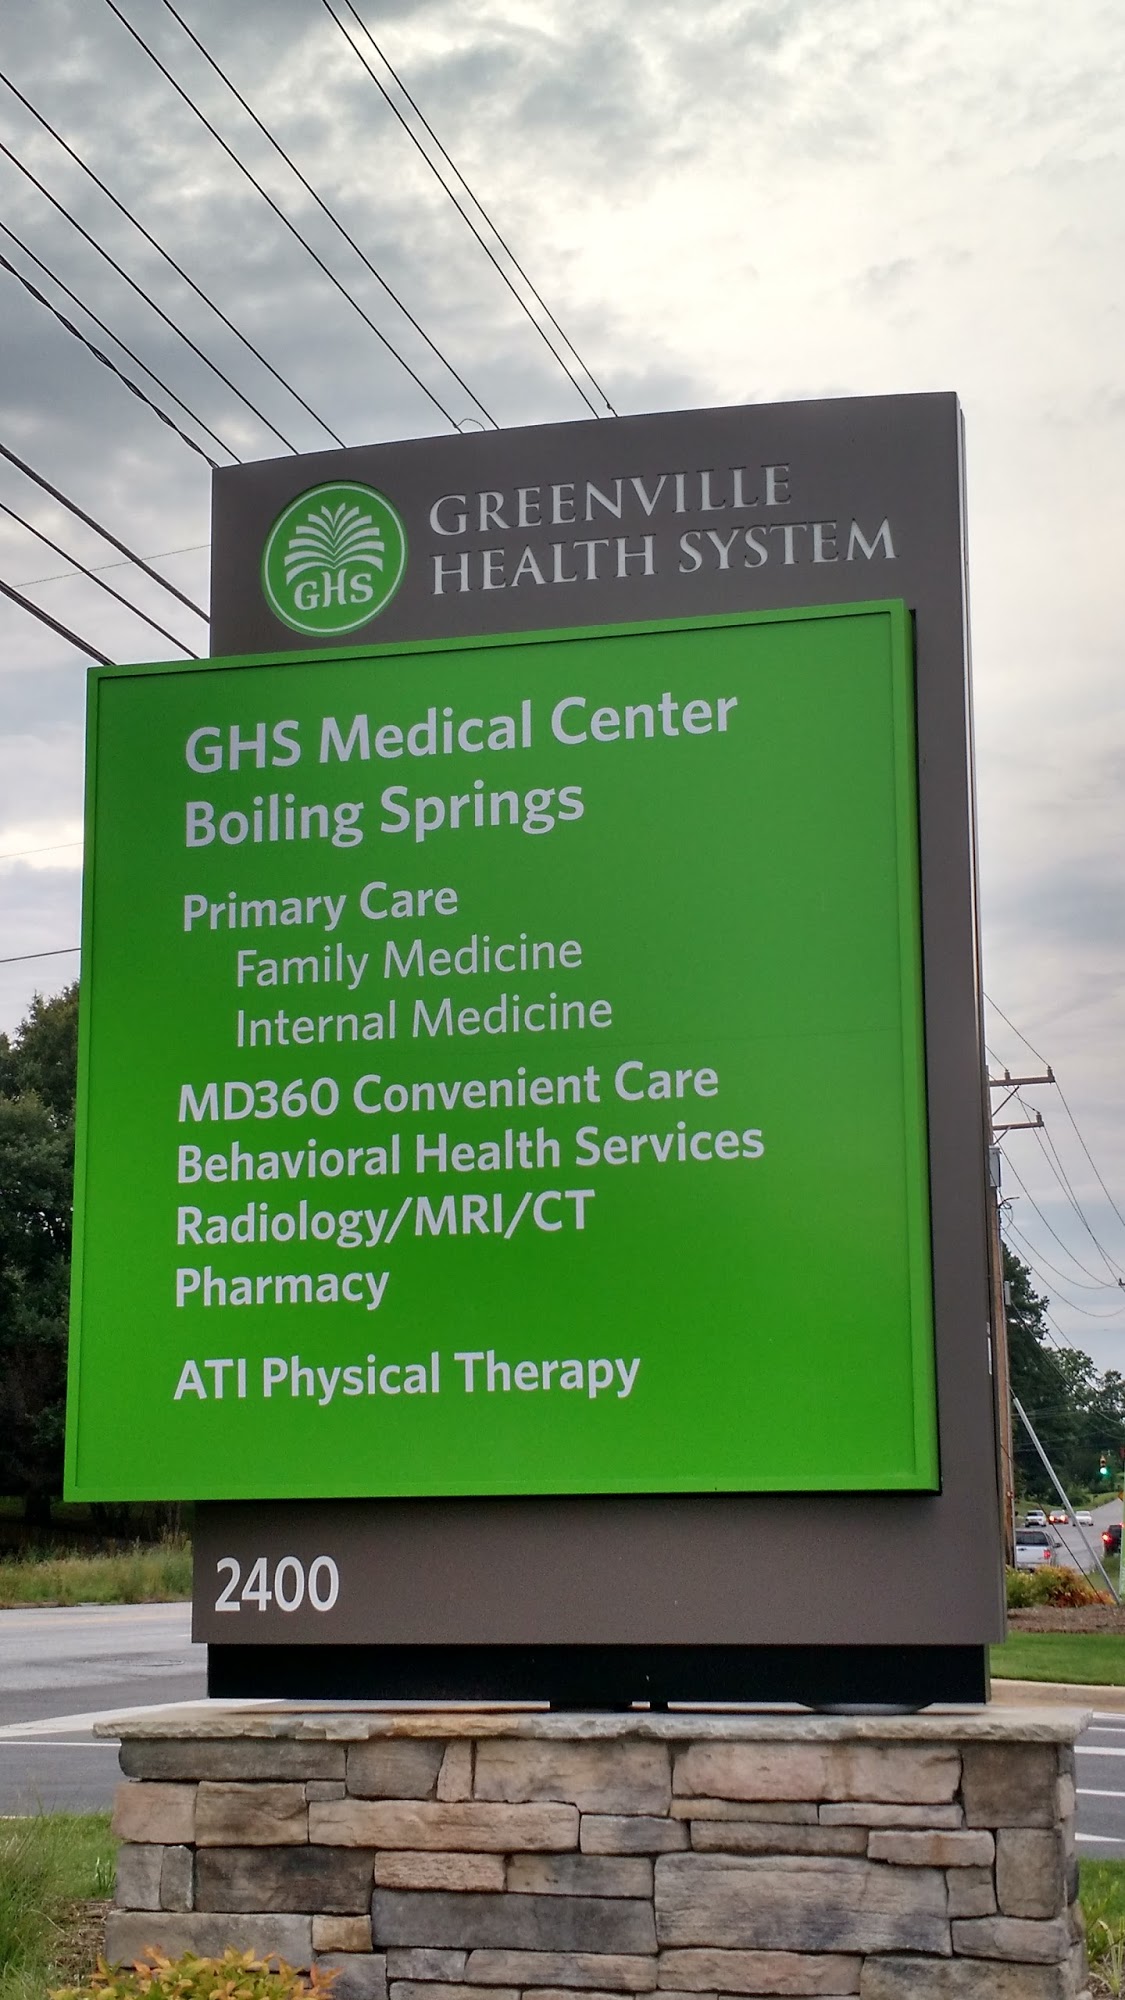 GREENVILLE
HEALTH SYSTEM
GHS
GHS Medical Center
Boiling Springs
Primary Care
Family Medicine
Internal Medicine
MD360 Convenient Care
Behavioral Health Services
Radiology/MRI/CT
Pharmacy
ATI Physical Therapy
2400